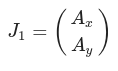 $J_1 = \begin{pmatrix} A_x \\ A_y \end{pmatrix}$